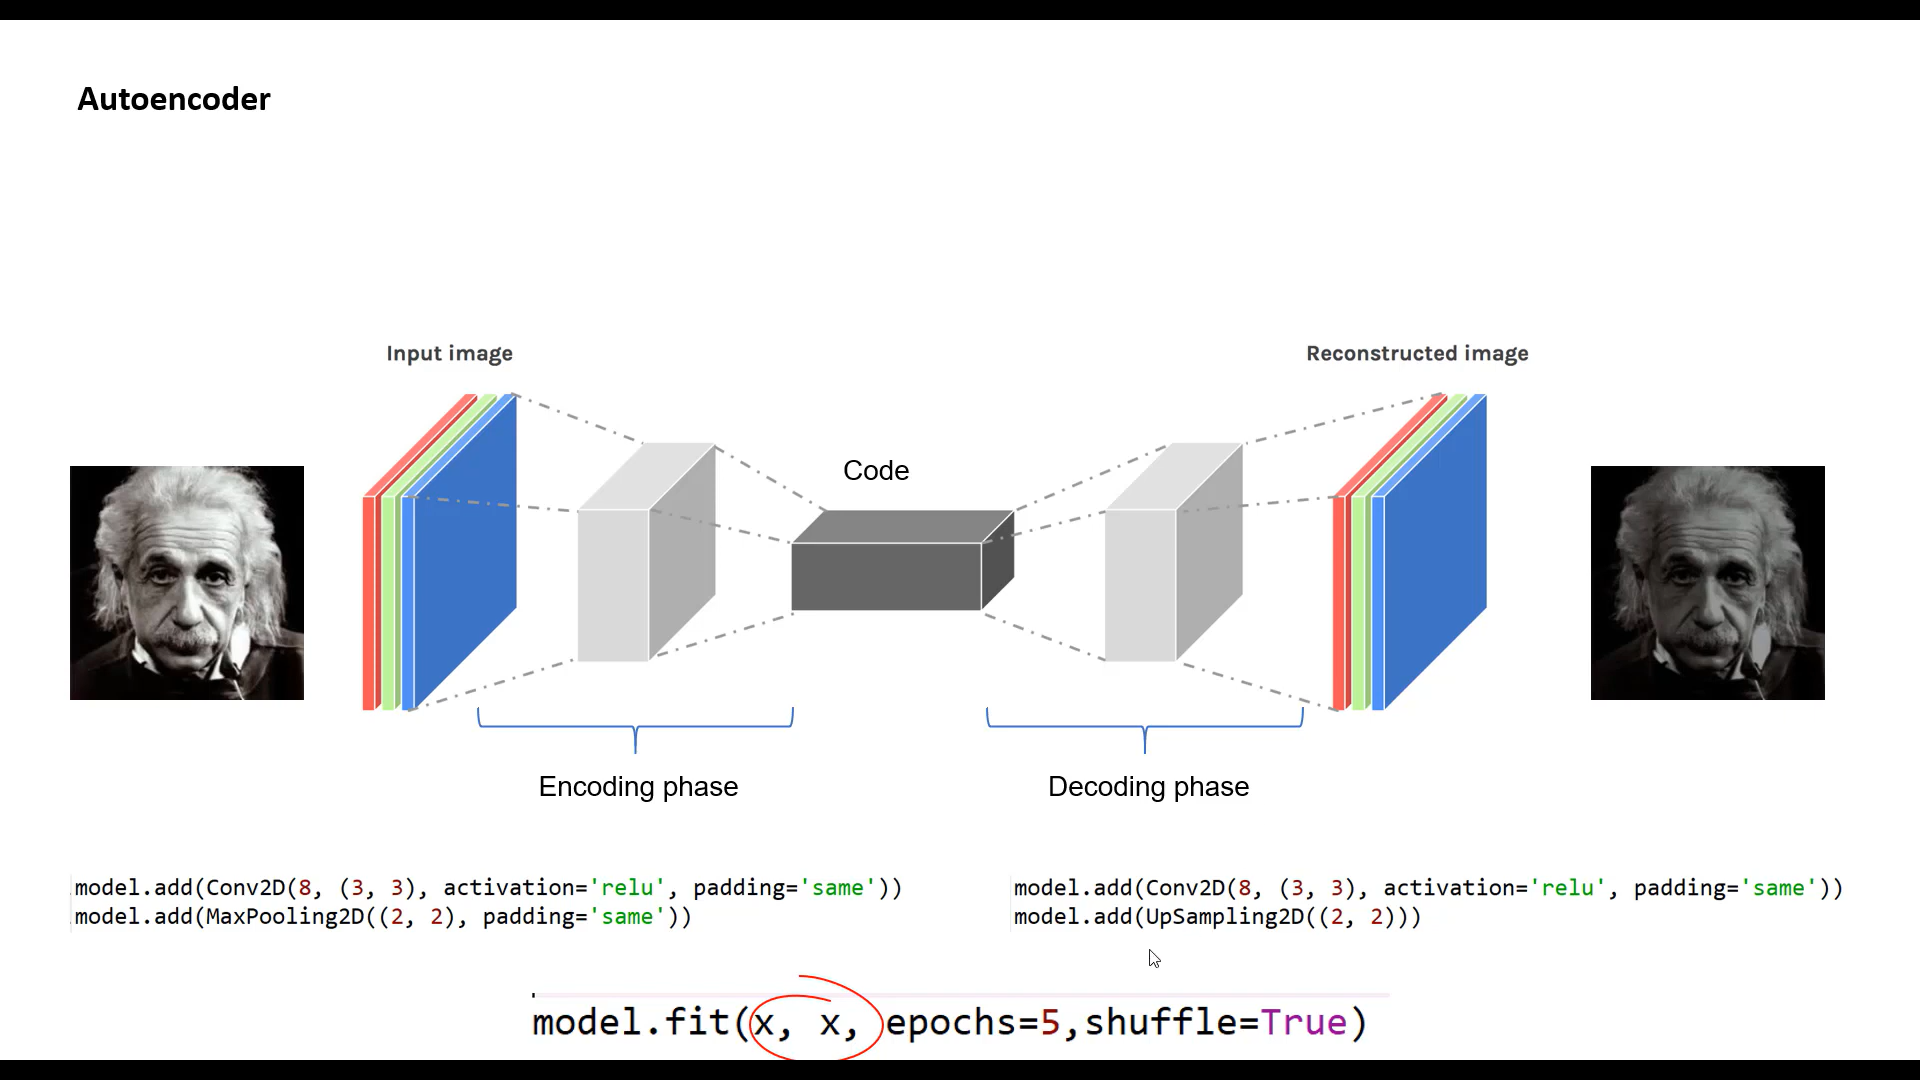 Autoencoder
Input image
Reconstructed image
Code
Encoding phase
Decoding phase
model.add(Conv2D(8, (3, 3), activation='relu', padding='same'))
model.add(MaxPooling2D((2, 2), padding='same'))
model.add(Conv2D(8, (3, 3), activation='relu', padding='same'))
model.add(UpSampling2D((2, 2)))
model.fit(x, x, epochs=5,shuffle=True)